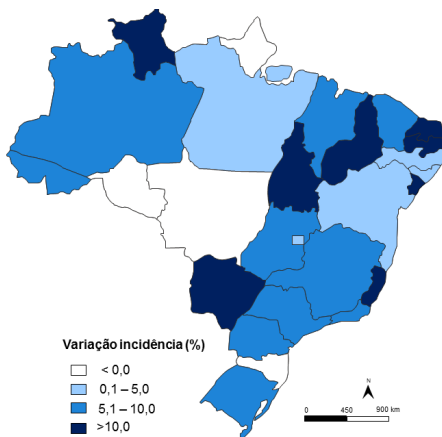 Variação incidência (%)
< 0,0
0,1 – 5,0
5,1 – 10,0
>10,0
N
0 450 900 km